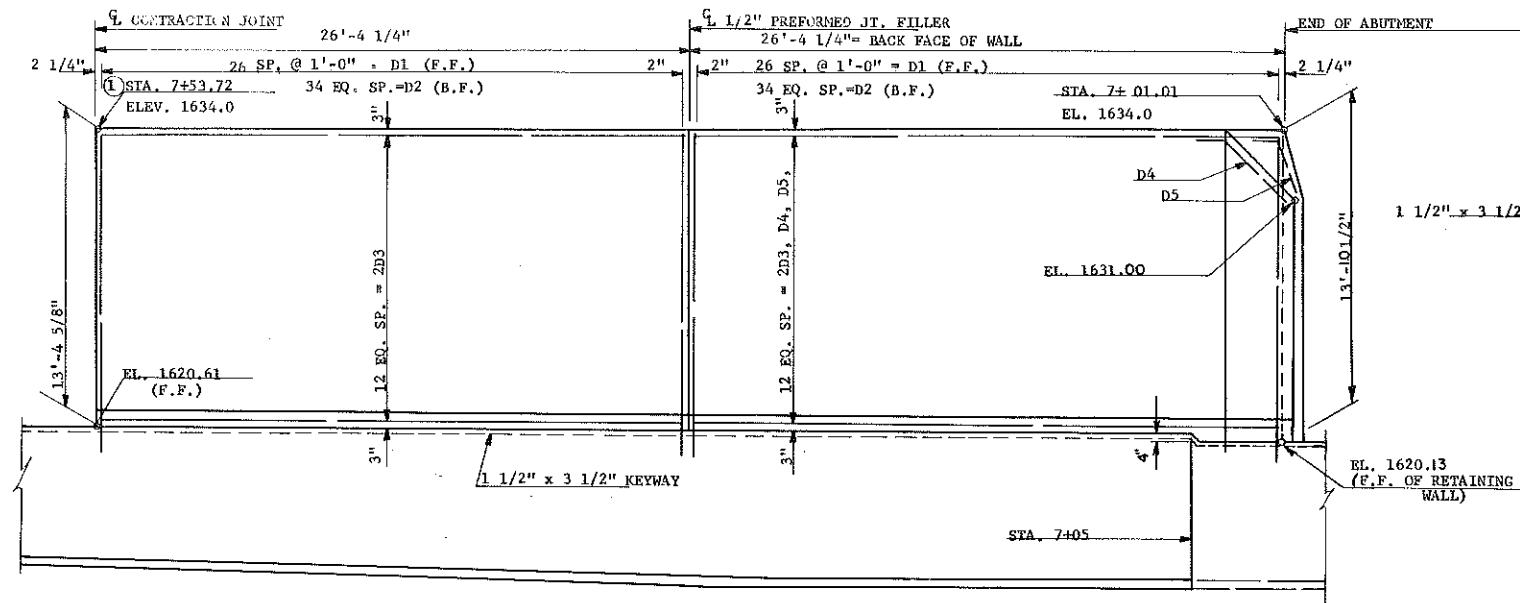 ℄ CONTRACTION JOINT
℄ 1/2" PREFORMED JT. FILLER
END OF ABUTMENT
26'-4 1/4"
26'-4 1/4"= BACK FACE OF WALL
2 1/4"
26 SP. @ 1'-0" = D1 (F.F.)
2"
2"
26 SP. @ 1'-0" = D1 (F.F.)
2 1/4"
1 STA. 7+53.72
34 EQ. SP.=D2 (B.F.)
34 EQ. SP.=D2 (B.F.)
STA. 7+ 01.01
ELEV. 1634.0
EL. 1634.0
3"
3"
D4
D5
1 1/2" x 3 1/2
EL. 1631.00
13'-10 1/2"
12 EQ. SP. = 2D3
12 EQ. SP. = 2D3, D4, D5,
13'-4 5/8"
EL. 1620.61
(F.F.)
3"
3"
4"
1 1/2" x 3 1/2" KEYWAY
EL. 1620.13
(F.F. OF RETAINING
WALL)
STA. 7+05